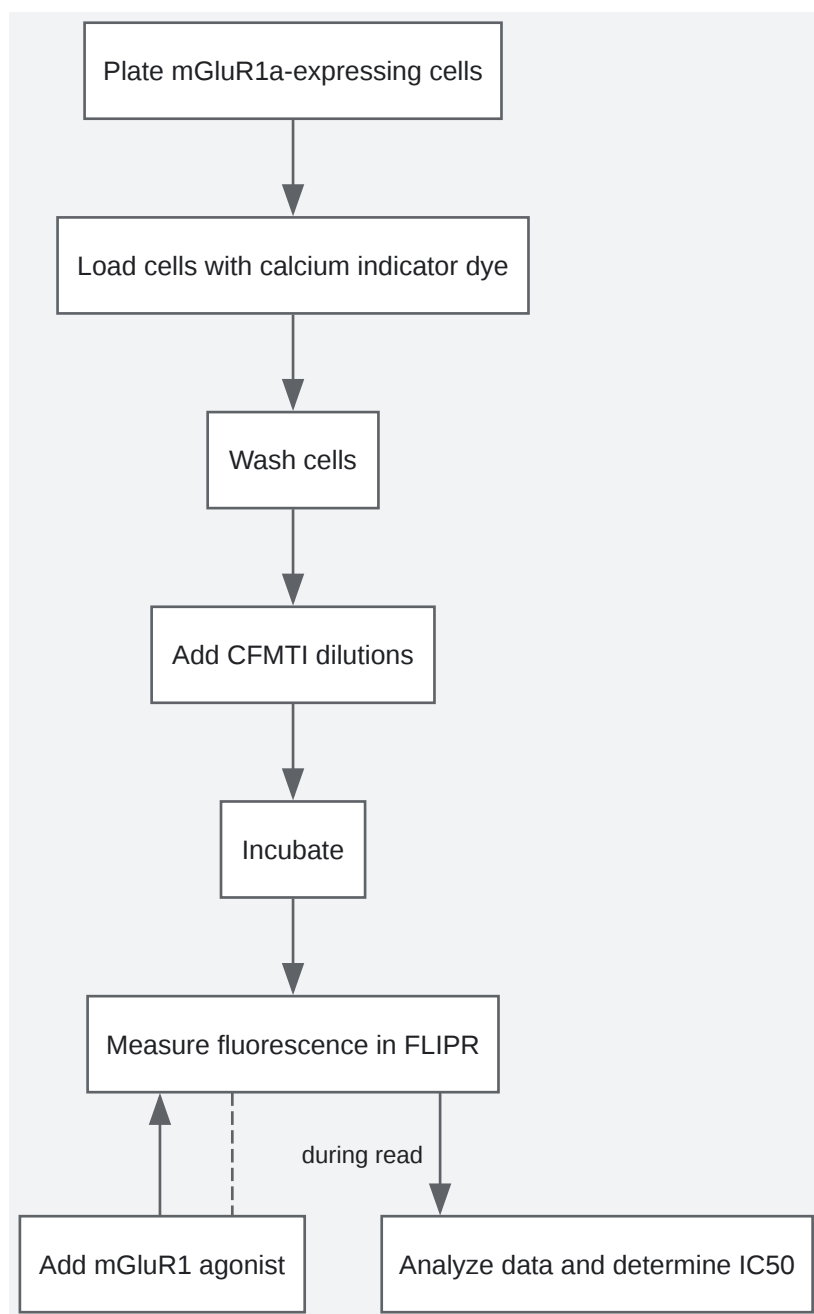 Plate mGluR1a-expressing cells
Load cells with calcium indicator dye
Wash cells
Add CFMTI dilutions
Incubate
Measure fluorescence in FLIPR
during read
Add mGluR1 agonist
Analyze data and determine IC50